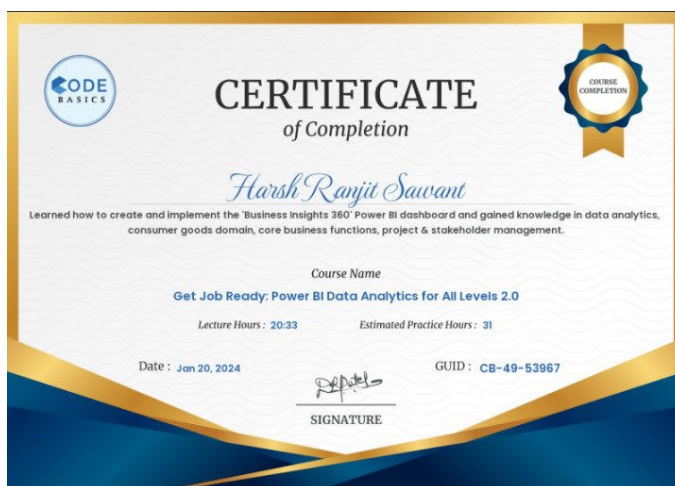 CODE
BASICS
CERTIFICATE
of Completion
COURSE
COMPLETION
Harsh Ranjit Sawant
Learned how to create and implement the 'Business Insights 360' Power BI dashboard and gained knowledge in data analytics,
consumer goods domain, core business functions, project & stakeholder management.
Course Name
Get Job Ready: Power BI Data Analytics for All Levels 2.0
Lecture Hours : 20:33 Estimated Practice Hours : 31
Date : Jan 20, 2024 GUID : CB-49-53967
SIGNATURE